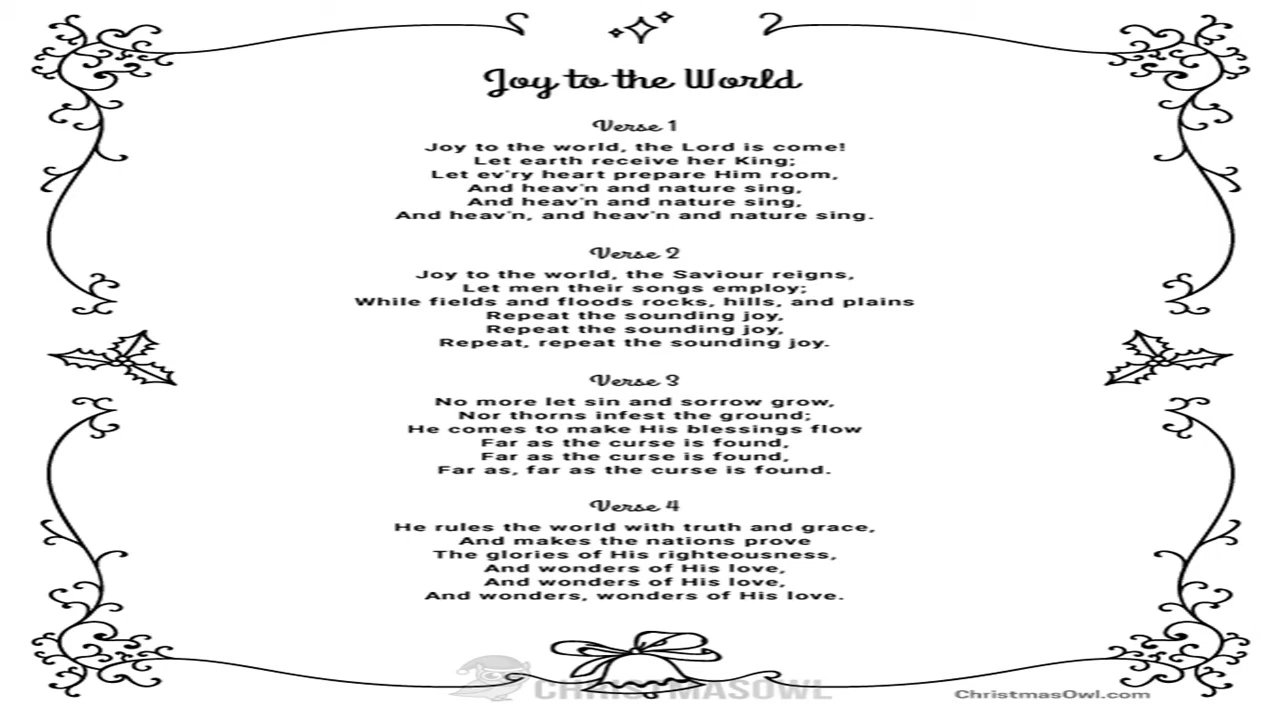 Joy to the World
Verse 1
Joy to the world, the Lord is come!
Let earth receive her King;
Let ev'ry heart prepare Him room,
And heav'n and nature sing,
And heav'n and nature sing,
And heav'n, and heav'n and nature sing.
Verse 2
Joy to the world, the Saviour reigns,
Let men their songs employ;
While fields and floods rocks, hills, and plains
Repeat the sounding joy,
Repeat the sounding joy,
Repeat, repeat the sounding joy.
Verse 3
No more let sin and sorrow grow,
Nor thorns infest the ground;
He comes to make His blessings flow
Far as the curse is found,
Far as the curse is found,
Far as, far as the curse is found.
Verse 4
He rules the world with truth and grace,
And makes the nations prove
The glories of His righteousness,
And wonders of His love,
And wonders of His love,
And wonders, wonders of His love.
CHRISTMASOWL
ChristmasOwl.com